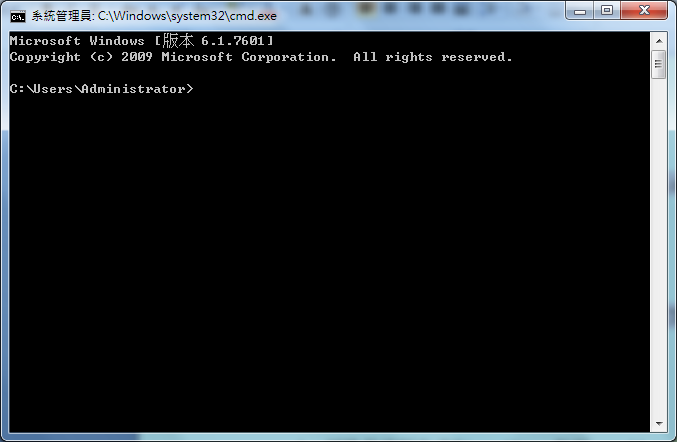 系統管理員: C:\Windows\system32\cmd.exe
Microsoft Windows [版本 6.1.7601]
Copyright (c) 2009 Microsoft Corporation.  All rights reserved.
C:\Users\Administrator>